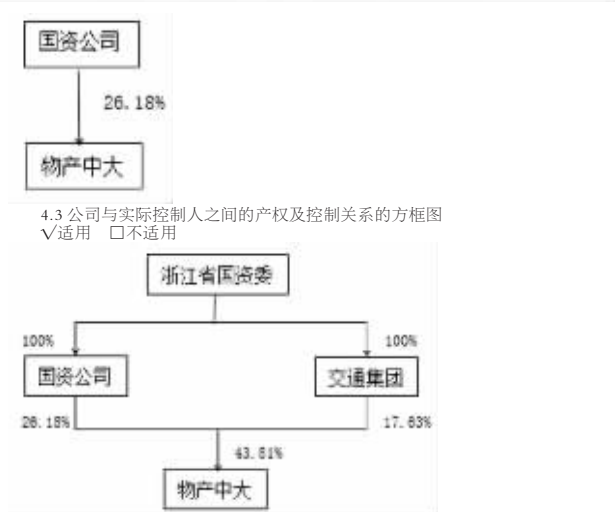 国资公司
26.18%
物产中大
4.3 公司与实际控制人之间的产权及控制关系的方框图
√适用 □不适用
浙江省国资委
100% 100%
国资公司 交通集团
26.18% 17.63%
43.81%
物产中大